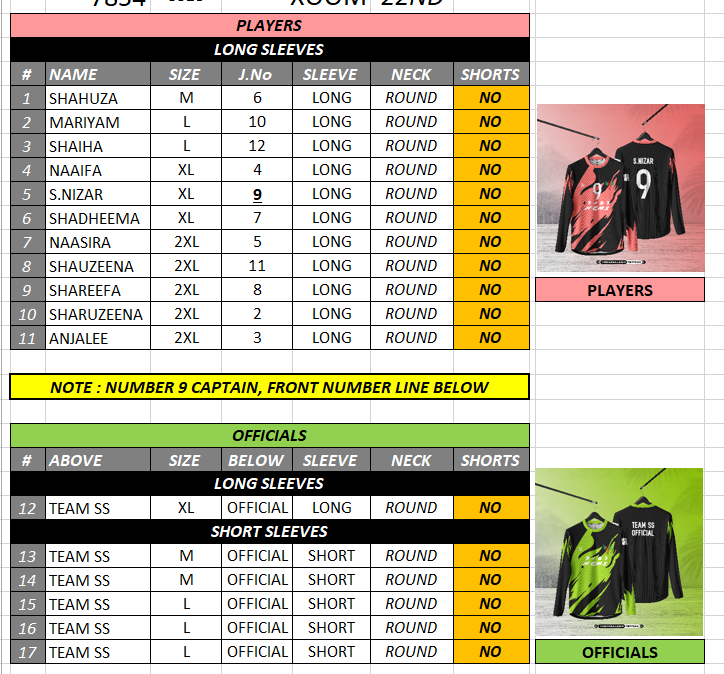 XOOM 22ND
PLAYERS
LONG SLEEVES
# NAME SIZE J.No SLEEVE NECK SHORTS
1 SHAHUZA M 6 LONG ROUND NO
2 MARIYAM L 10 LONG ROUND NO
3 SHAIHA L 12 LONG ROUND NO
4 NAAIFA XL 4 LONG ROUND NO
5 S.NIZAR XL 9 LONG ROUND NO
6 SHADHEEMA XL 7 LONG ROUND NO
7 NAASIRA 2XL 5 LONG ROUND NO
8 SHAUZEENA 2XL 11 LONG ROUND NO
9 SHAREEFA 2XL 8 LONG ROUND NO
10 SHARUZEENA 2XL 2 LONG ROUND NO
11 ANJALEE 2XL 3 LONG ROUND NO
S.NIZAR
9
9
PLAYERS
NOTE : NUMBER 9 CAPTAIN, FRONT NUMBER LINE BELOW
OFFICIALS
# ABOVE SIZE BELOW SLEEVE NECK SHORTS
LONG SLEEVES
12 TEAM SS XL OFFICIAL LONG ROUND NO
SHORT SLEEVES
13 TEAM SS M OFFICIAL SHORT ROUND NO
14 TEAM SS M OFFICIAL SHORT ROUND NO
15 TEAM SS L OFFICIAL SHORT ROUND NO
16 TEAM SS L OFFICIAL SHORT ROUND NO
17 TEAM SS L OFFICIAL SHORT ROUND NO
TEAM SS
OFFICIAL
OFFICIALS